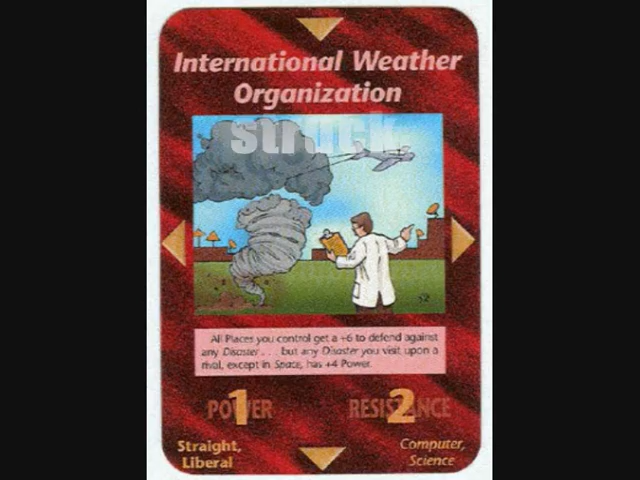 International Weather
Organization
struck
All Places you control get a +6 to defend against
any Disaster . . . but any Disaster you visit upon a
rival, except in Space, has +4 Power.
POWER 1
RESISTANCE 2
Straight,
Liberal
Computer,
Science